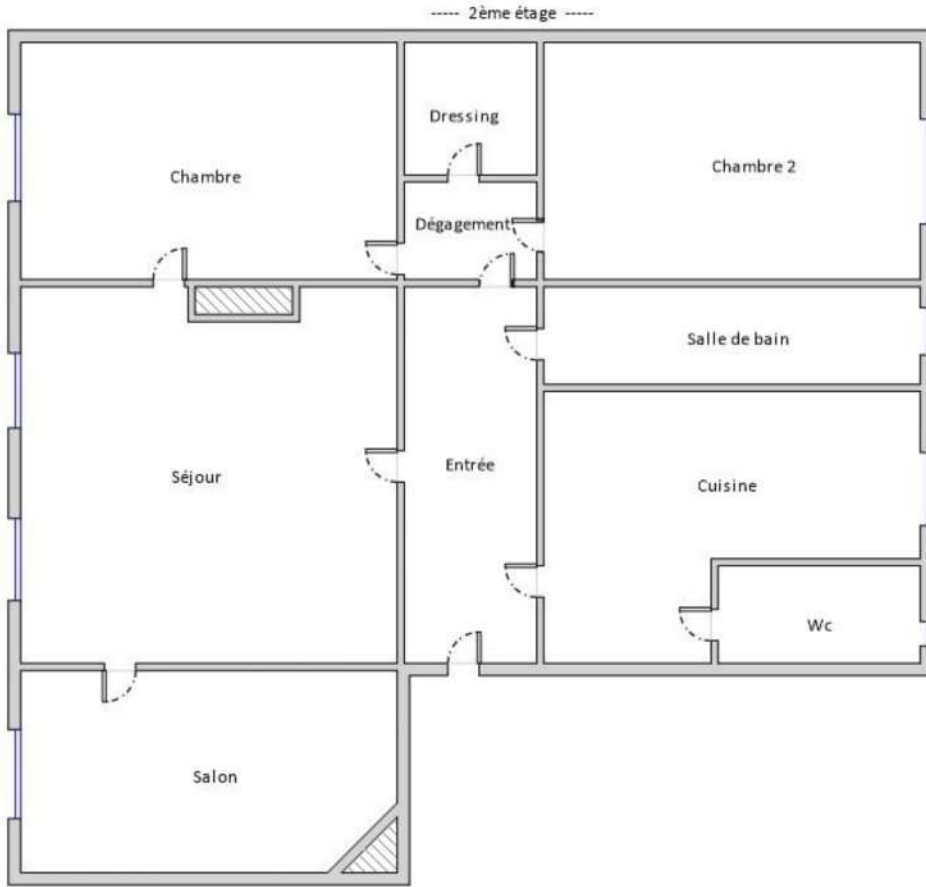 ----- 2ème étage -----
Dressing
Chambre 2
Chambre
Dégagement
Salle de bain
Entrée
Séjour
Cuisine
Wc
Salon